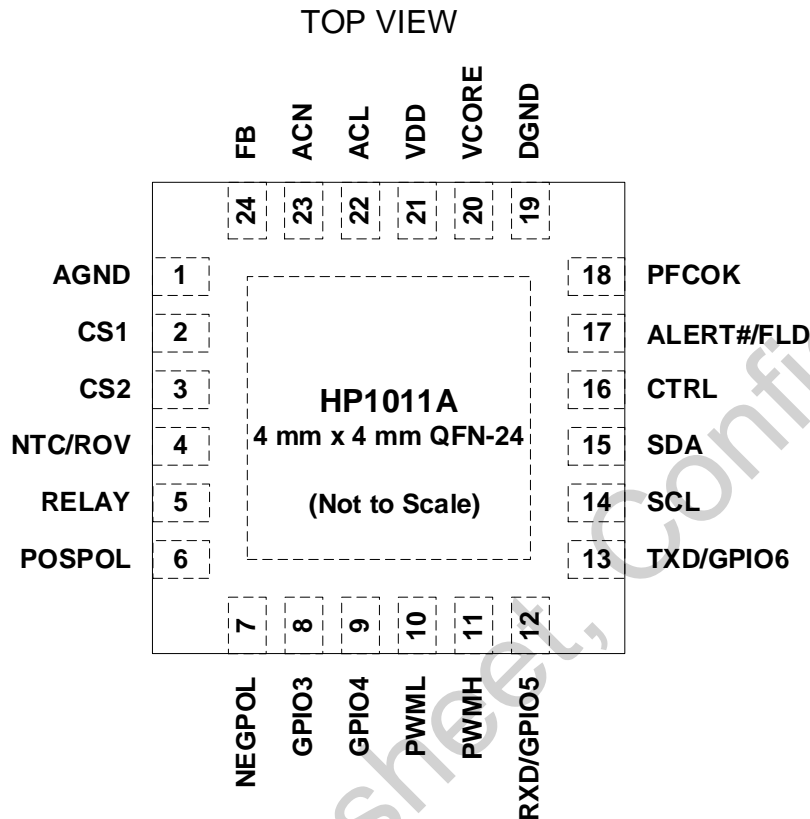 TOP VIEW
FB
ACN
ACL
VDD
VCORE
DGND
24
23
22
21
20
19
AGND 1
CS1 2
CS2 3
NTC/ROV 4
RELAY 5
POSPOL 6
18 PFCOK
17 ALERT#/FLD
16 CTRL
15 SDA
14 SCL
13 TXD/GPIO6
HP1011A
4 mm x 4 mm QFN-24
(Not to Scale)
7
8
9
10
11
12
NEGPOL
GPIO3
GPIO4
PWML
PWMH
RXD/GPIO5